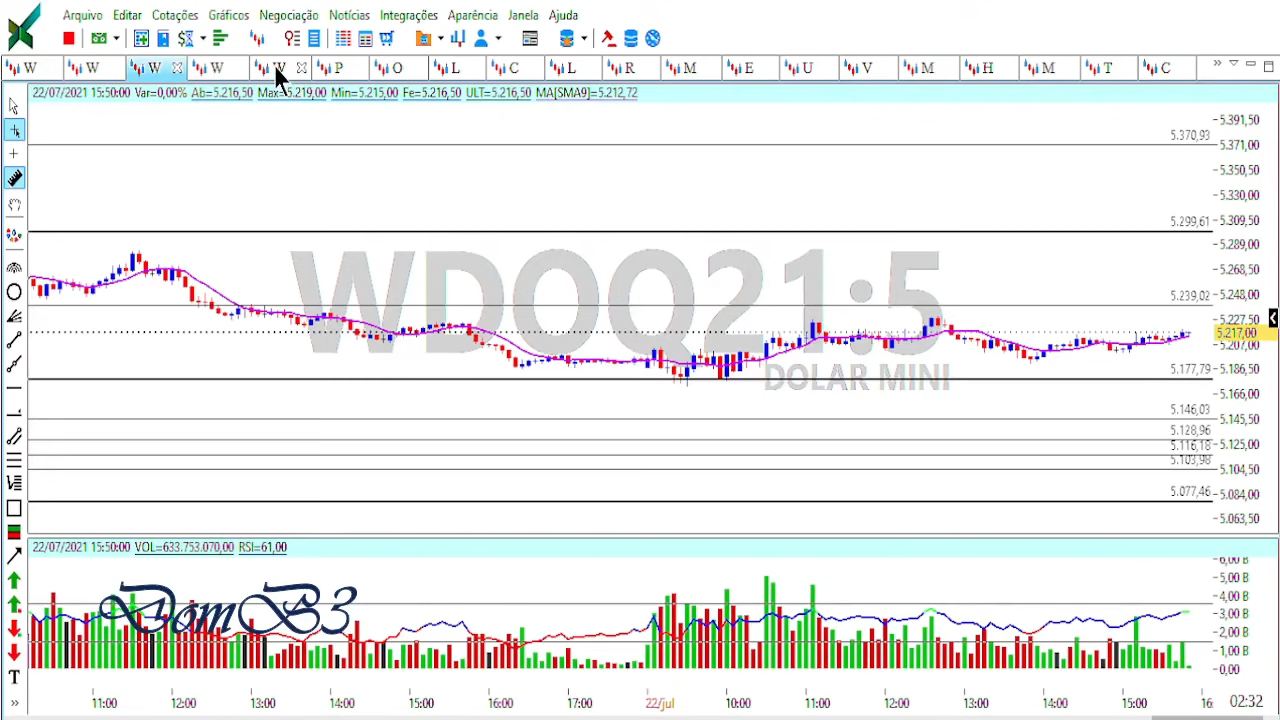 Arquivo Editar Cotações Gráficos Negociação Notícias Integrações Aparência Janela Ajuda
W W W W W P O L C L R M E U V M H M T C
22/07/2021 15:50:00 Var=0,00% Ab=5.216,50 Max=5.219,00 Min=5.215,00 Fe=5.216,50 ULT=5.216,50 MA[SMA9]=5.212,72
5.391,50
5.370,93
5.371,00
5.350,50
5.330,00
5.299,61
5.309,50
5.289,00
5.268,50
5.239,02
5.248,00
5.227,50
5.217,00
5.207,00
5.177,79
5.186,50
5.166,00
5.146,03
5.145,50
5.128,96
5.125,00
5.116,18
5.103,98
5.104,50
5.077,46
5.084,00
5.063,50
WDOQ21:5
DOLAR MINI
22/07/2021 15:50:00 VOL=633.753.070,00 RSI=61,00
6,00 B
5,00 B
4,00 B
3,00 B
2,00 B
1,00 B
0,00
DomB3
T
11:00 12:00 13:00 14:00 15:00 16:00 17:00 22/jul 10:00 11:00 12:00 13:00 14:00 15:00 16: 02:32